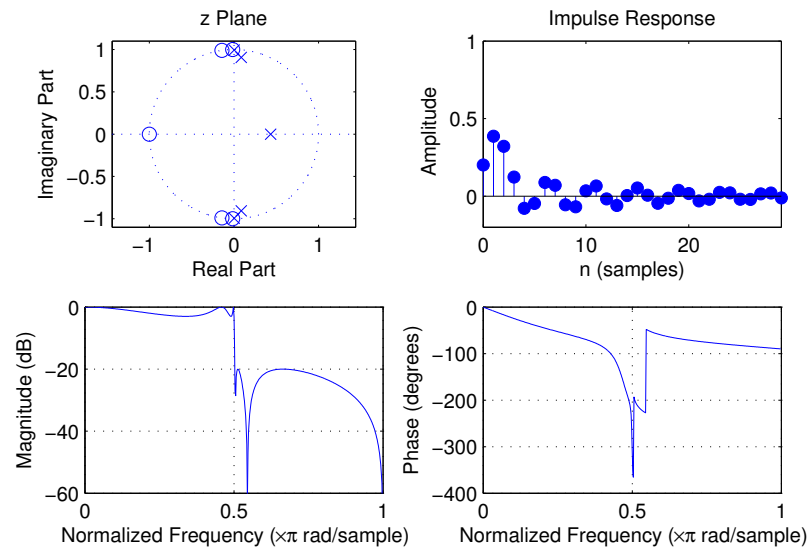 z Plane
Imaginary Part
1
0.5
0
−0.5
−1
−1
0
1
Real Part
Impulse Response
Amplitude
1
0.5
0
0
10
20
n (samples)
Magnitude (dB)
0
−20
−40
−60
0
0.5
1
Normalized Frequency (×π rad/sample)
Phase (degrees)
0
−100
−200
−300
−400
0
0.5
1
Normalized Frequency (×π rad/sample)